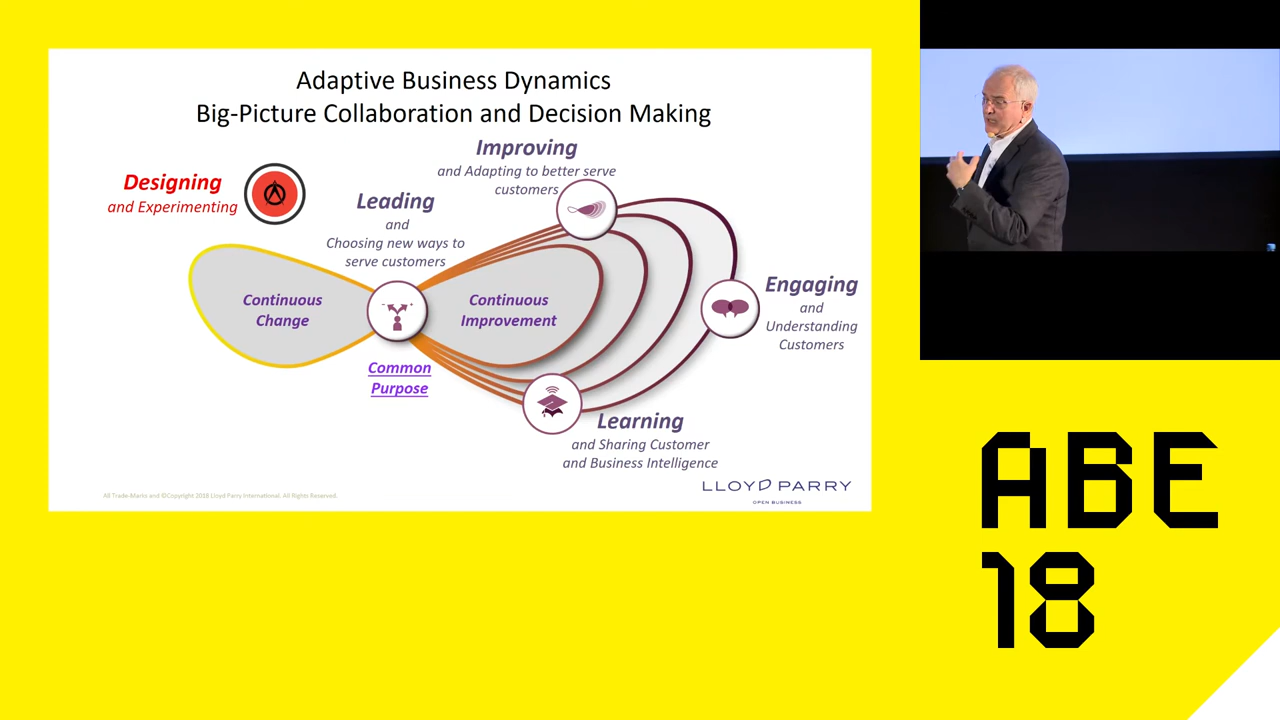 Adaptive Business Dynamics
Big-Picture Collaboration and Decision Making
Designing
and Experimenting
Leading
and
Choosing new ways to
serve customers
Improving
and Adapting to better serve
customers
Continuous
Change
Continuous
Improvement
Engaging
and
Understanding
Customers
Common
Purpose
Learning
and Sharing Customer
and Business Intelligence
All Trade-Marks and ©Copyright 2018 Lloyd Parry International. All Rights Reserved.
LLOYD PARRY
OPEN BUSINESS
ABE
18